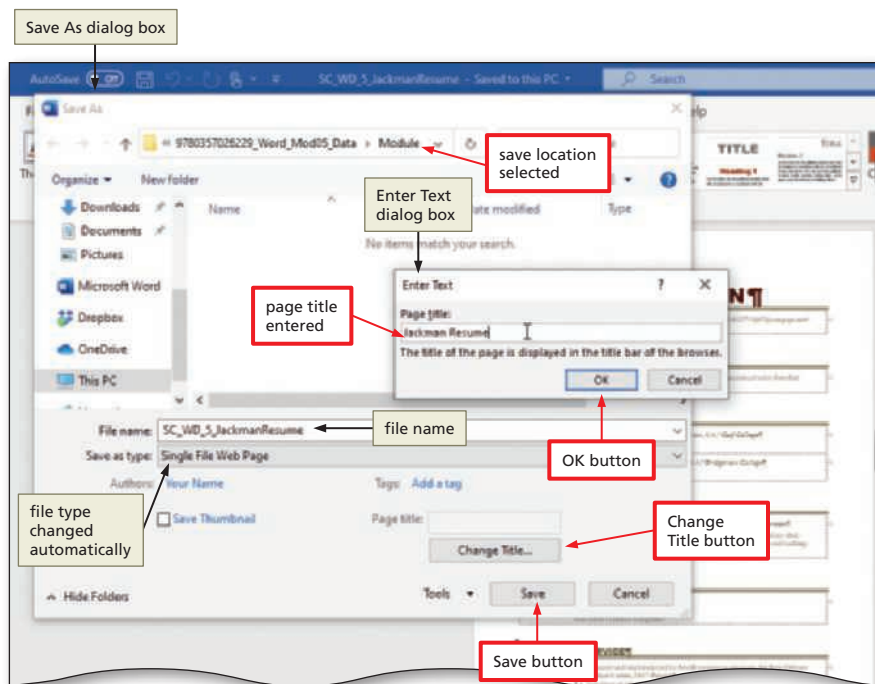 Save As dialog box
AutoSave Off SC_WD_5_JackmanResume - Saved to this PC Search
Save As
9780357026229_Word_Mod05_Data › Module
save location
selected
TITLE
Heading 1
Organize New folder
Enter Text
dialog box
Downloads
Documents
Pictures
Microsoft Word
Dropbox
OneDrive
This PC
Name
modified
Type
No items match your search.
Enter Text ? X
Page title:
Jackman Resume
The title of the page is displayed in the title bar of the browser.
OK Cancel
page title
entered
File name: SC_WD_5_JackmanResume
file name
Save as type: Single File Web Page
OK button
Authors: Your Name Tags: Add a tag
file type
changed
automatically
Save Thumbnail
Page title:
Change Title...
Change
Title button
Hide Folders
Tools Save Cancel
Save button